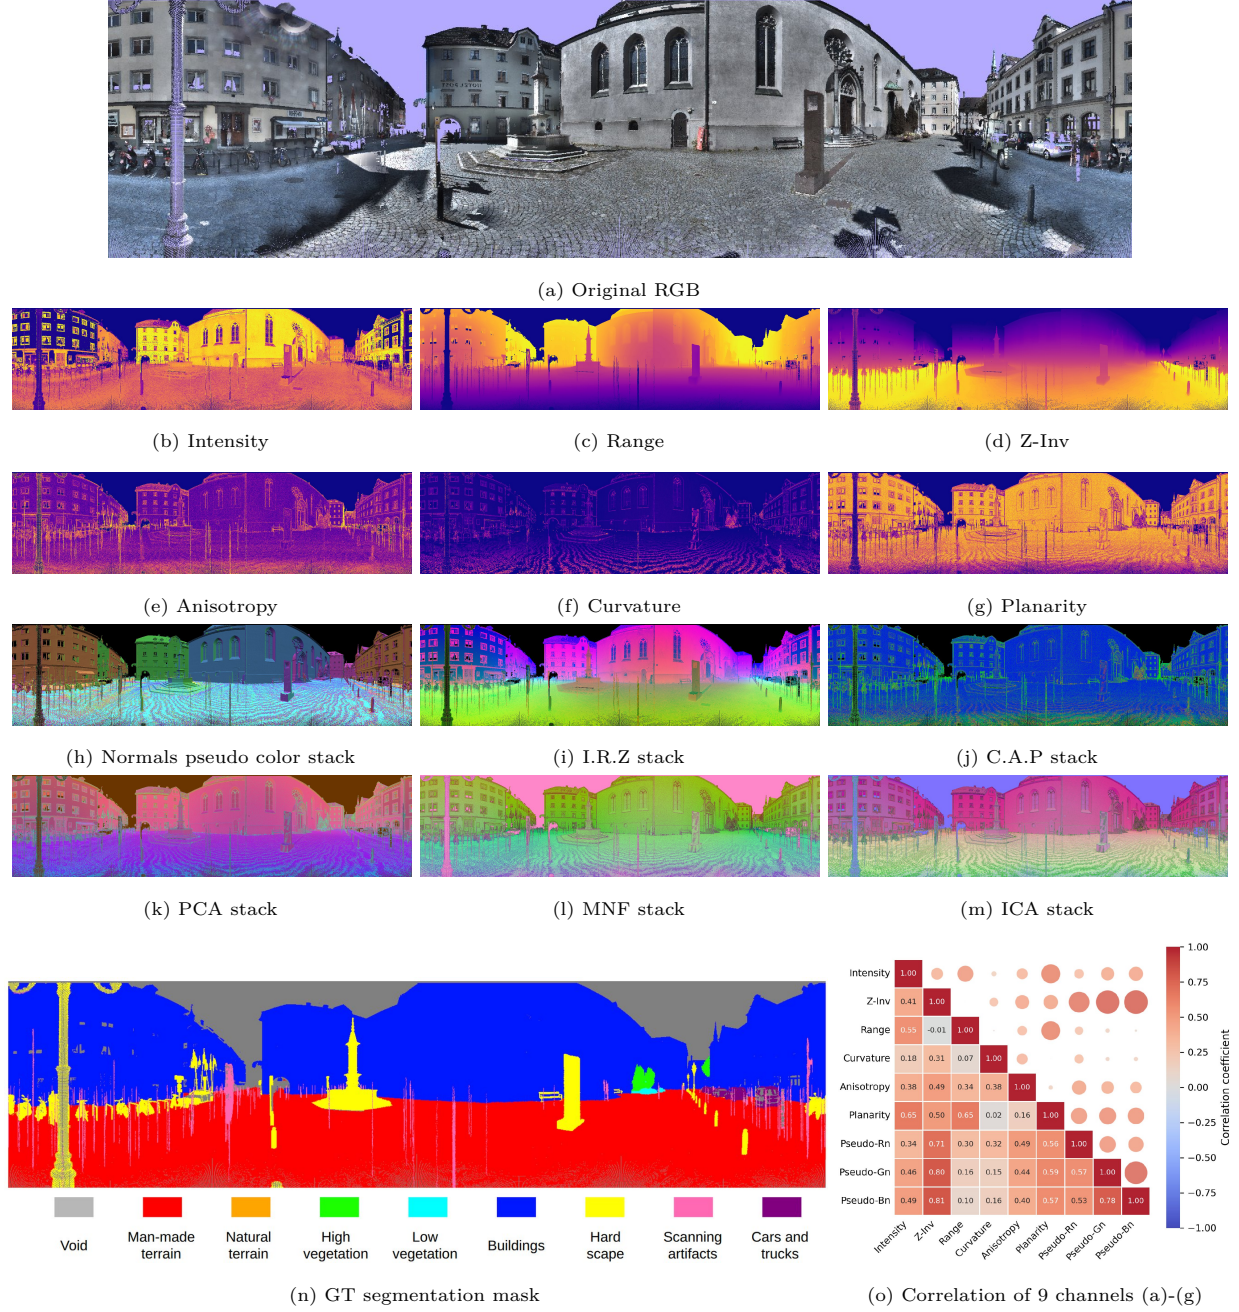 (a) Original RGB
(b) Intensity
(c) Range
(d) Z-Inv
(e) Anisotropy
(f) Curvature
(g) Planarity
(h) Normals pseudo color stack
(i) I.R.Z stack
(j) C.A.P stack
(k) PCA stack
(l) MNF stack
(m) ICA stack
Void
Man-made
terrain
Natural
terrain
High
vegetation
Low
vegetation
Buildings
Hard
scape
Scanning
artifacts
Cars and
trucks
(n) GT segmentation mask
Intensity 1.00
Z-Inv 0.41 1.00
Range 0.55 -0.01 1.00
Curvature 0.18 0.31 0.07 1.00
Anisotropy 0.38 0.49 0.34 0.38 1.00
Planarity 0.65 0.50 0.65 0.02 0.16 1.00
Pseudo-Rn 0.34 0.71 0.30 0.32 0.49 0.56 1.00
Pseudo-Gn 0.46 0.80 0.16 0.15 0.44 0.59 0.57 1.00
Pseudo-Bn 0.49 0.81 0.10 0.16 0.40 0.57 0.53 0.78 1.00
Intensity Z-Inv Range Curvature Anisotropy Planarity Pseudo-Rn Pseudo-Gn Pseudo-Bn
1.00
0.75
0.50
0.25
0.00
−0.25
−0.50
−0.75
−1.00
Correlation coefficient
(o) Correlation of 9 channels (a)-(g)